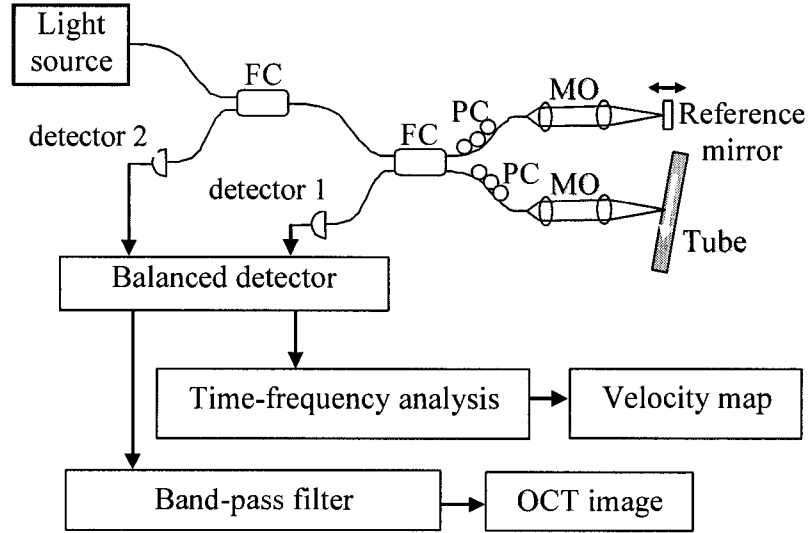 Light
source
FC
detector 2
FC
PC
MO
Reference
mirror
detector 1
PC
MO
Tube
Balanced detector
Time-frequency analysis
Velocity map
Band-pass filter
OCT image